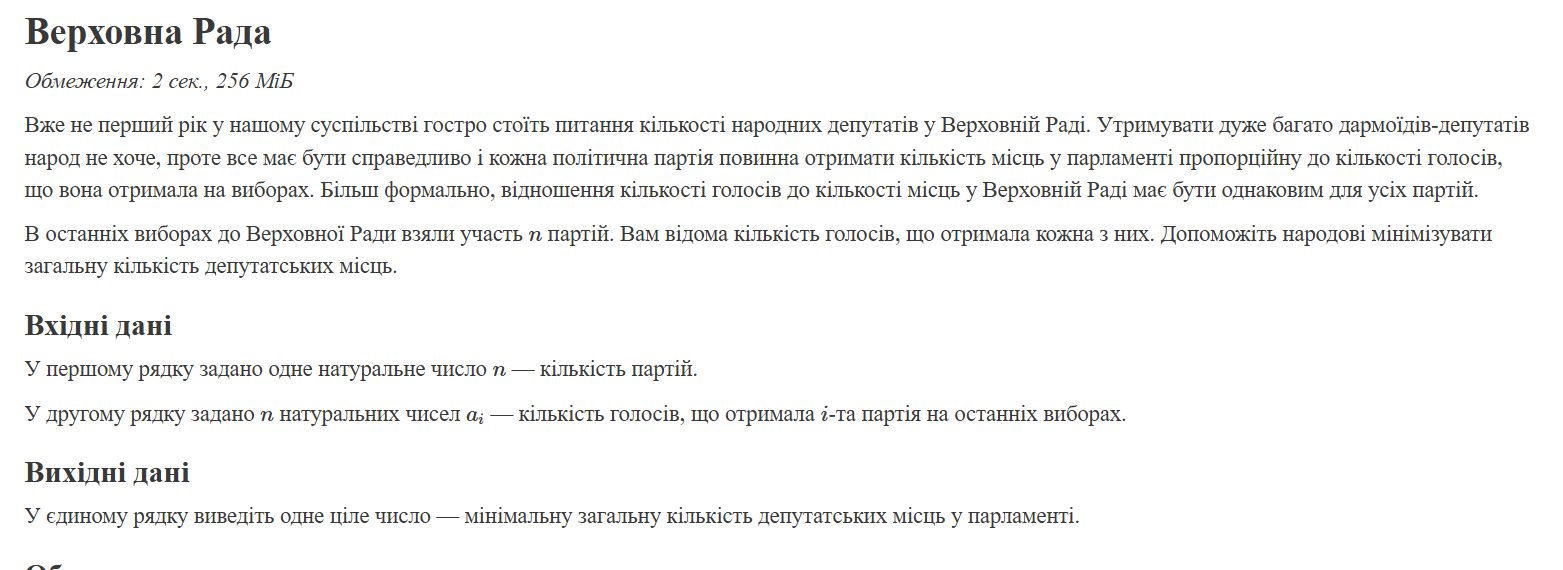 Верховна Рада
Обмеження: 2 сек., 256 МіБ
Вже не перший рік у нашому суспільстві гостро стоїть питання кількості народних депутатів у Верховній Раді. Утримувати дуже багато дармоїдів-депутатів
народ не хоче, проте все має бути справедливо і кожна політична партія повинна отримати кількість місць у парламенті пропорційну до кількості голосів,
що вона отримала на виборах. Більш формально, відношення кількості голосів до кількості місць у Верховній Раді має бути однаковим для усіх партій.
В останніх виборах до Верховної Ради взяли участь n партій. Вам відома кількість голосів, що отримала кожна з них. Допоможіть народові мінімізувати
загальну кількість депутатських місць.
Вхідні дані
У першому рядку задано одне натуральне число n — кількість партій.
У другому рядку задано n натуральних чисел aᵢ — кількість голосів, що отримала i-та партія на останніх виборах.
Вихідні дані
У єдиному рядку виведіть одне ціле число — мінімальну загальну кількість депутатських місць у парламенті.